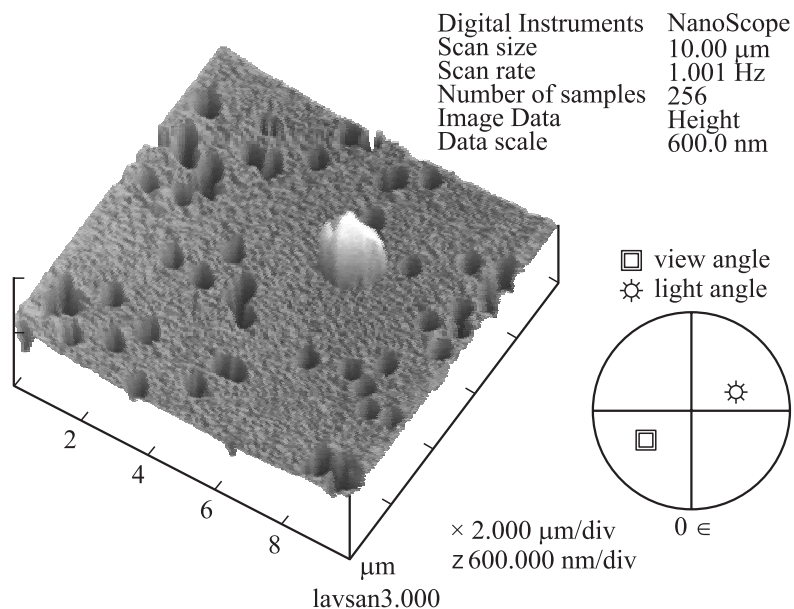 Digital Instruments NanoScope
Scan size 10.00 μm
Scan rate 1.001 Hz
Number of samples 256
Image Data Height
Data scale 600.0 nm
view angle
light angle
2
4
6
8
μm
× 2.000 μm/div
z 600.000 nm/div
0 ∈
lavsan3.000